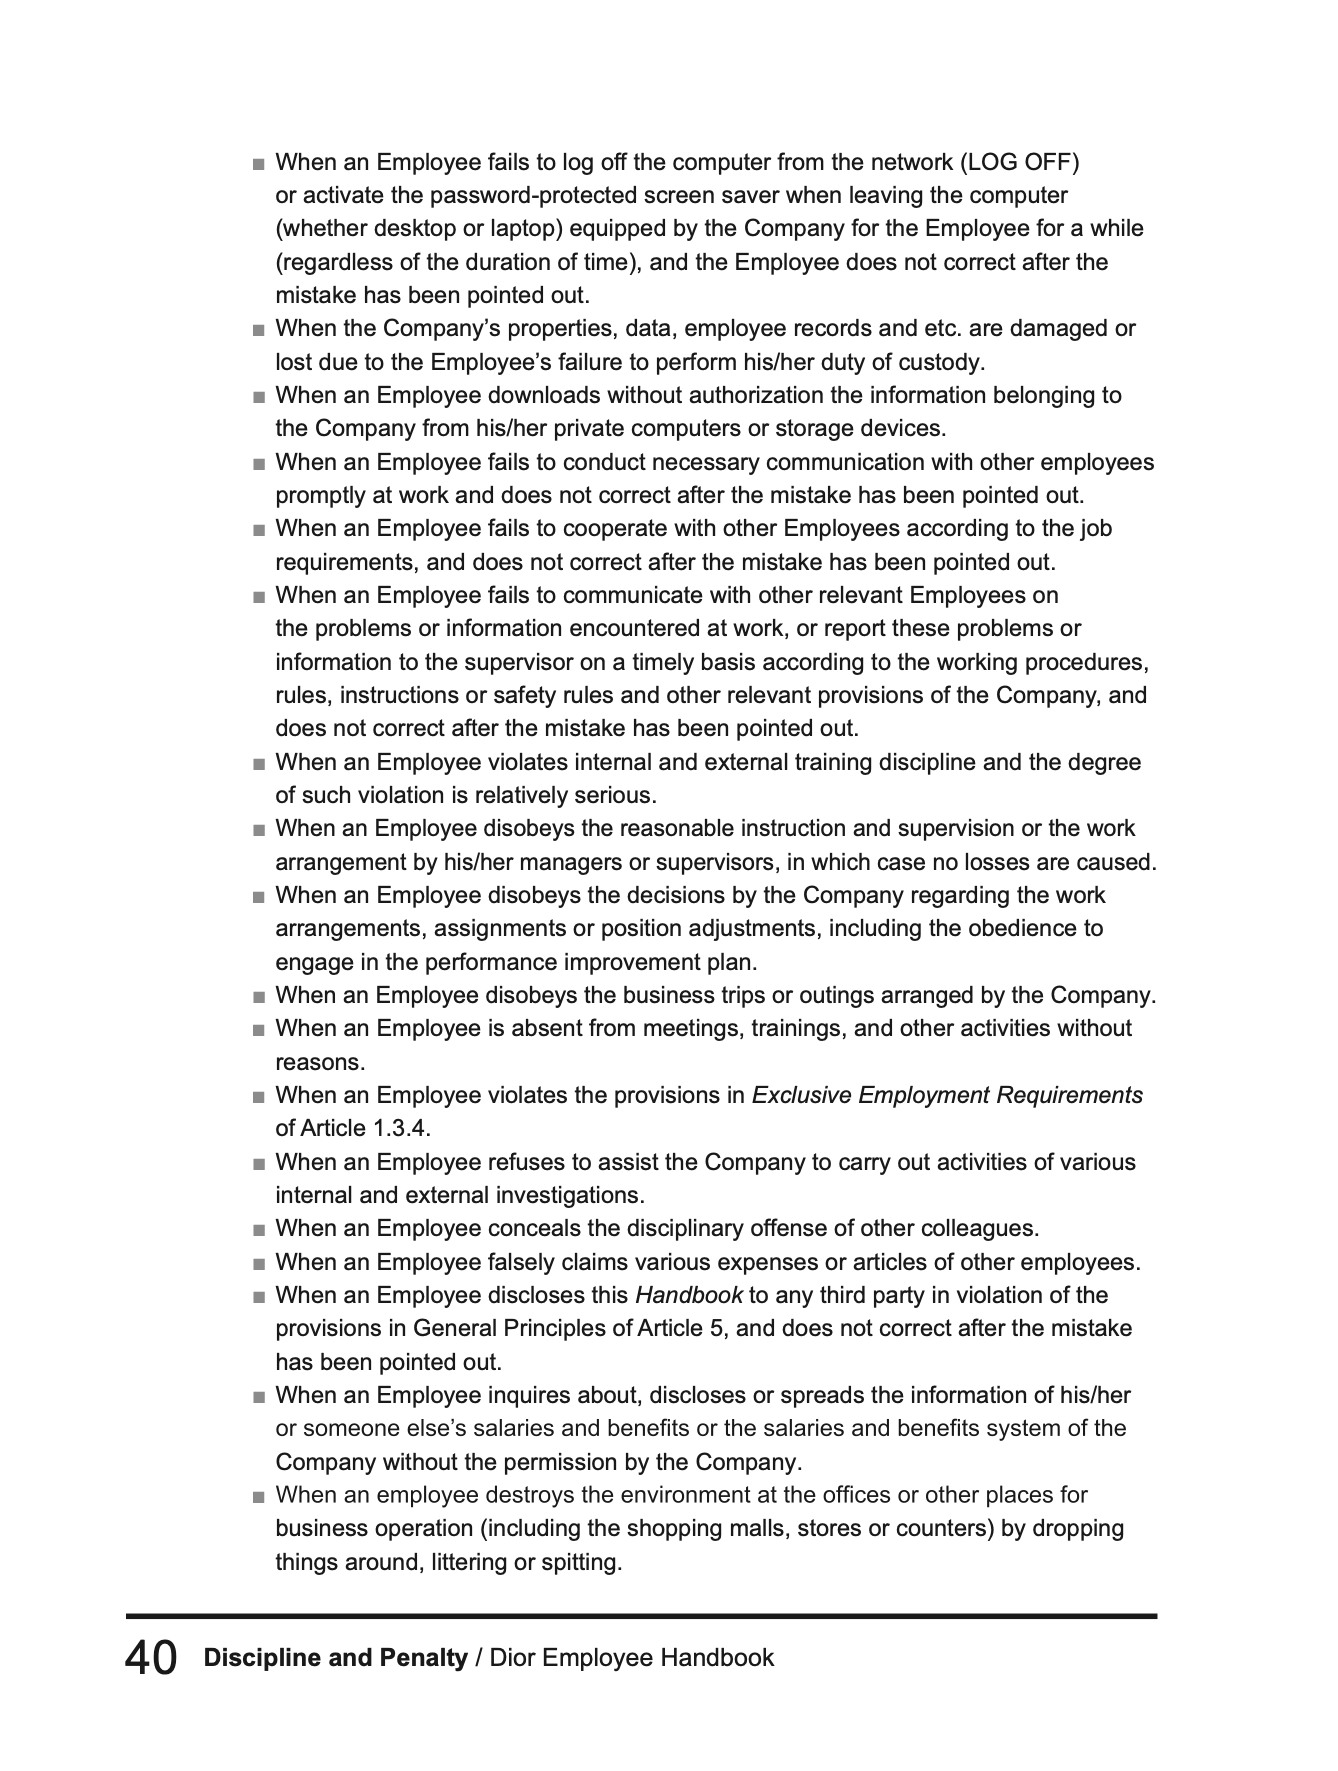 ■ When an Employee fails to log off the computer from the network (LOG OFF)
or activate the password-protected screen saver when leaving the computer
(whether desktop or laptop) equipped by the Company for the Employee for a while
(regardless of the duration of time), and the Employee does not correct after the
mistake has been pointed out.
■ When the Company’s properties, data, employee records and etc. are damaged or
lost due to the Employee’s failure to perform his/her duty of custody.
■ When an Employee downloads without authorization the information belonging to
the Company from his/her private computers or storage devices.
■ When an Employee fails to conduct necessary communication with other employees
promptly at work and does not correct after the mistake has been pointed out.
■ When an Employee fails to cooperate with other Employees according to the job
requirements, and does not correct after the mistake has been pointed out.
■ When an Employee fails to communicate with other relevant Employees on
the problems or information encountered at work, or report these problems or
information to the supervisor on a timely basis according to the working procedures,
rules, instructions or safety rules and other relevant provisions of the Company, and
does not correct after the mistake has been pointed out.
■ When an Employee violates internal and external training discipline and the degree
of such violation is relatively serious.
■ When an Employee disobeys the reasonable instruction and supervision or the work
arrangement by his/her managers or supervisors, in which case no losses are caused.
■ When an Employee disobeys the decisions by the Company regarding the work
arrangements, assignments or position adjustments, including the obedience to
engage in the performance improvement plan.
■ When an Employee disobeys the business trips or outings arranged by the Company.
■ When an Employee is absent from meetings, trainings, and other activities without
reasons.
■ When an Employee violates the provisions in Exclusive Employment Requirements
of Article 1.3.4.
■ When an Employee refuses to assist the Company to carry out activities of various
internal and external investigations.
■ When an Employee conceals the disciplinary offense of other colleagues.
■ When an Employee falsely claims various expenses or articles of other employees.
■ When an Employee discloses this Handbook to any third party in violation of the
provisions in General Principles of Article 5, and does not correct after the mistake
has been pointed out.
■ When an Employee inquires about, discloses or spreads the information of his/her
or someone else’s salaries and benefits or the salaries and benefits system of the
Company without the permission by the Company.
■ When an employee destroys the environment at the offices or other places for
business operation (including the shopping malls, stores or counters) by dropping
things around, littering or spitting.
40 Discipline and Penalty / Dior Employee Handbook